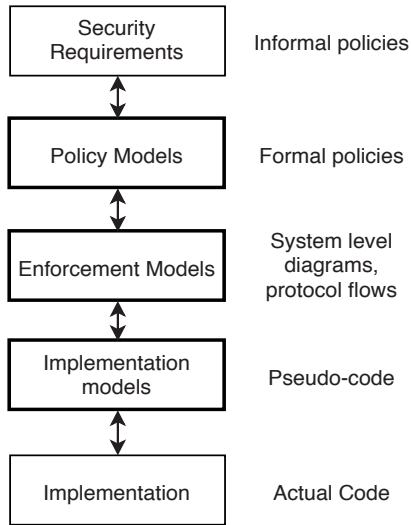 Security
Requirements
Informal policies
Policy Models
Formal policies
Enforcement Models
System level
diagrams,
protocol flows
Implementation
models
Pseudo-code
Implementation
Actual Code